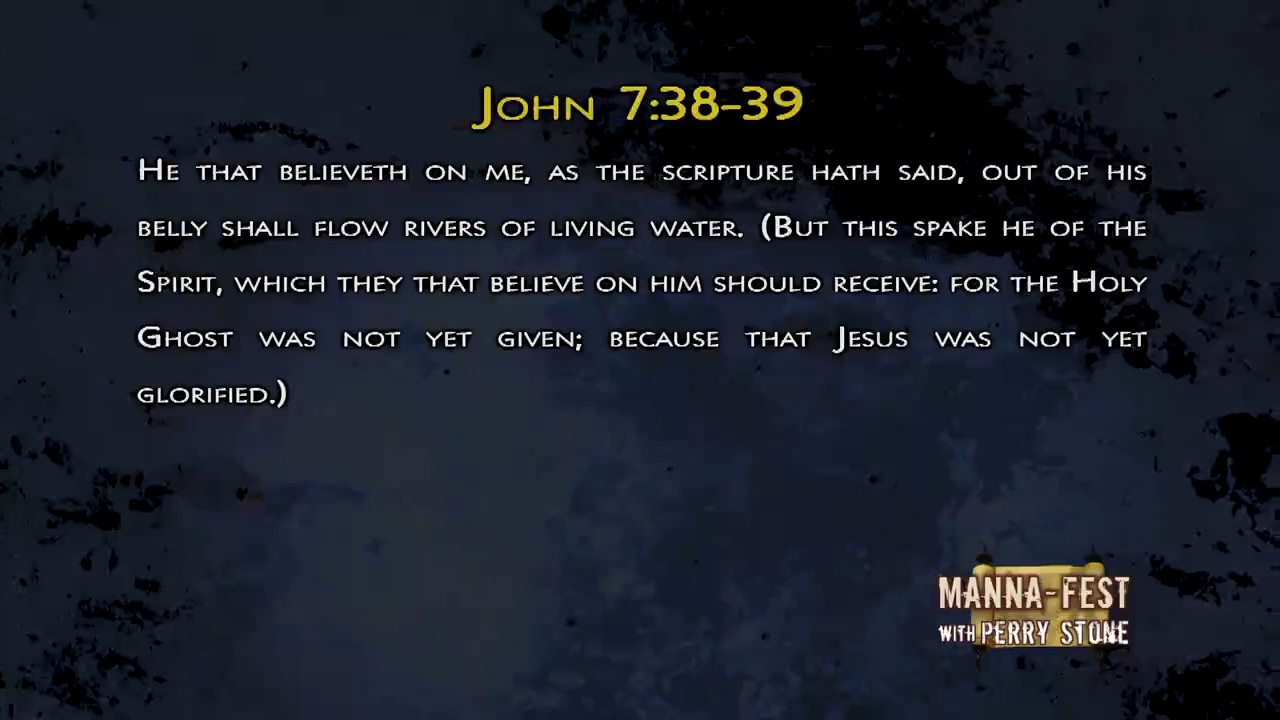 John 7:38-39
He that believeth on me, as the scripture hath said, out of his
belly shall flow rivers of living water. (But this spake he of the
Spirit, which they that believe on him should receive: for the Holy
Ghost was not yet given; because that Jesus was not yet
glorified.)
MANNA-FEST
WITH PERRY STONE